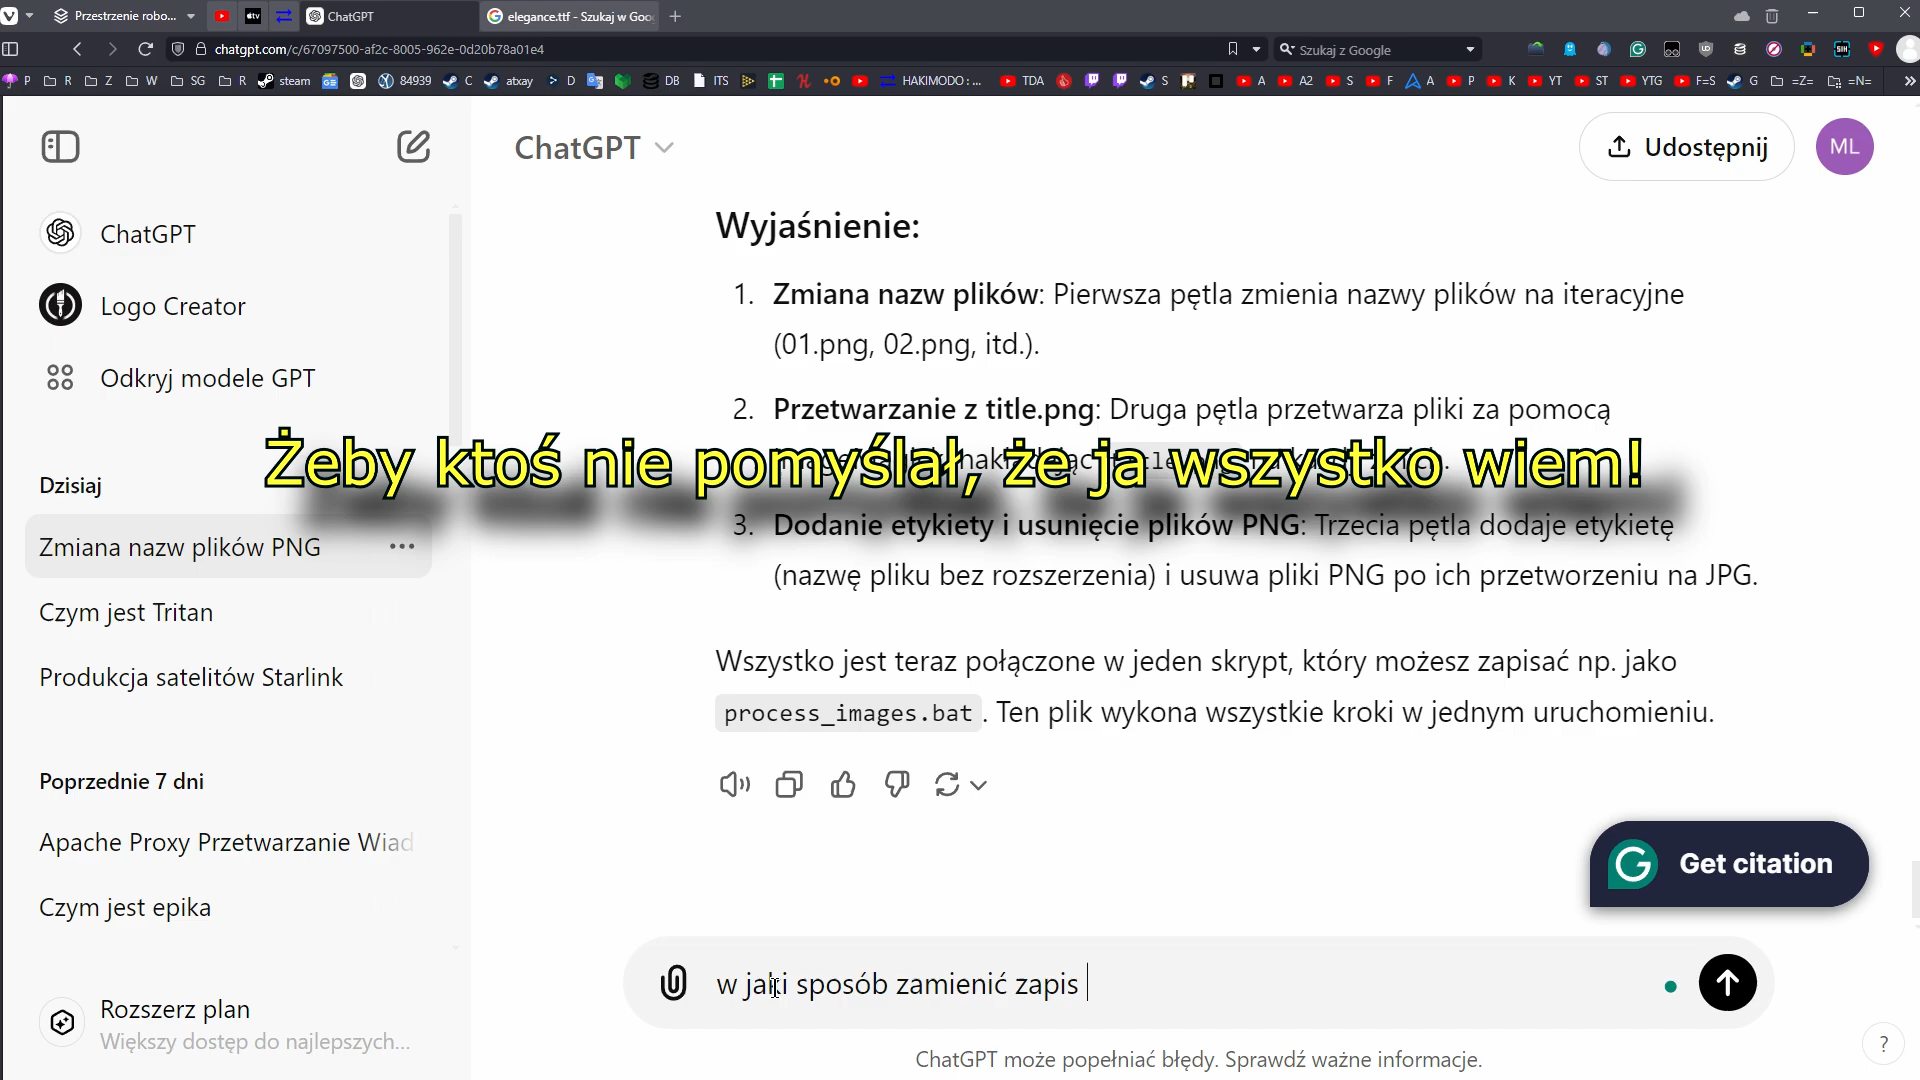 Przestrzenie robo...
ChatGPT
elegance.ttf - Szukaj w Goo
chatgpt.com/c/67097500-af2c-8005-962e-0d20b78a01e4
Szukaj z Google
P R Z W SG R steam 84939 C atxay D DB ITS HAKIMODO : ... TDA S A A2 S F A P K YT ST YTG F=S G =Z= =N=
ChatGPT
Udostępnij
ML
ChatGPT
Logo Creator
Odkryj modele GPT
Dzisiaj
Zmiana nazw plików PNG
Czym jest Tritan
Produkcja satelitów Starlink
Poprzednie 7 dni
Apache Proxy Przetwarzanie Wiad
Czym jest epika
Rozszerz plan
Większy dostęp do najlepszych...
Wyjaśnienie:
1. Zmiana nazw plików: Pierwsza pętla zmienia nazwy plików na iteracyjne
(01.png, 02.png, itd.).
2. Przetwarzanie z title.png: Druga pętla przetwarza pliki za pomocą
Żeby ktoś nie pomyślał, że ja wszystko wiem!
3. Dodanie etykiety i usunięcie plików PNG: Trzecia pętla dodaje etykietę
(nazwę pliku bez rozszerzenia) i usuwa pliki PNG po ich przetworzeniu na JPG.
Wszystko jest teraz połączone w jeden skrypt, który możesz zapisać np. jako
process_images.bat . Ten plik wykona wszystkie kroki w jednym uruchomieniu.
Get citation
w jaki sposób zamienić zapis
ChatGPT może popełniać błędy. Sprawdź ważne informacje.
?